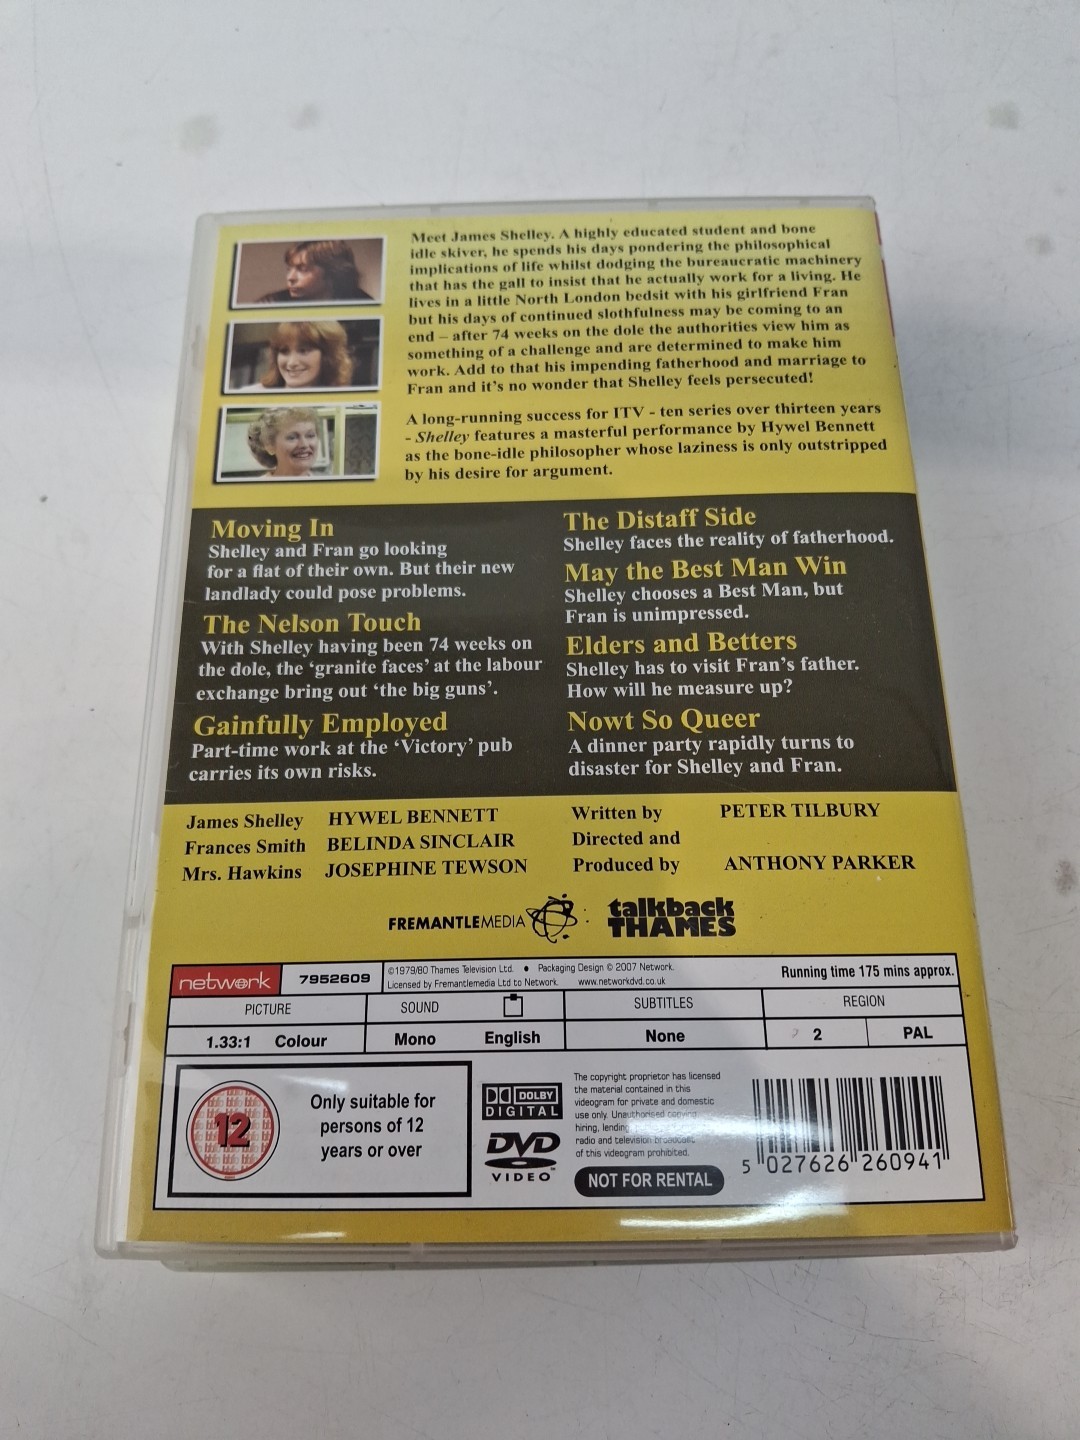 Meet James Shelley. A highly educated student and bone
idle skiver, he spends his days pondering the philosophical
implications of life whilst dodging the bureaucratic machinery
that has the gall to insist that he actually work for a living. He
lives in a little North London bedsit with his girlfriend Fran
but his days of continued slothfulness may be coming to an
end – after 74 weeks on the dole the authorities view him as
something of a challenge and are determined to make him
work. Add to that his impending fatherhood and marriage to
Fran and it's no wonder that Shelley feels persecuted!
A long-running success for ITV - ten series over thirteen years
- Shelley features a masterful performance by Hywel Bennett
as the bone-idle philosopher whose laziness is only outstripped
by his desire for argument.
Moving In
Shelley and Fran go looking
for a flat of their own. But their new
landlady could pose problems.
The Nelson Touch
With Shelley having been 74 weeks on
the dole, the 'granite faces' at the labour
exchange bring out 'the big guns'.
Gainfully Employed
Part-time work at the 'Victory' pub
carries its own risks.
The Distaff Side
Shelley faces the reality of fatherhood.
May the Best Man Win
Shelley chooses a Best Man, but
Fran is unimpressed.
Elders and Betters
Shelley has to visit Fran's father.
How will he measure up?
Nowt So Queer
A dinner party rapidly turns to
disaster for Shelley and Fran.
James Shelley HYWEL BENNETT
Frances Smith BELINDA SINCLAIR
Mrs. Hawkins JOSEPHINE TEWSON
Written by PETER TILBURY
Directed and
Produced by ANTHONY PARKER
FREMANTLEMEDIA
talkback
THAMES
network
7952609
©1979/80 Thames Television Ltd. • Packaging Design © 2007 Network.
Licensed by Fremantlemedia Ltd to Network. www.networkdvd.co.uk
Running time 175 mins approx.
PICTURE SOUND SUBTITLES REGION
1.33:1 Colour Mono English None 2 PAL
12
Only suitable for
persons of 12
years or over
DOLBY
DIGITAL
DVD
VIDEO
The copyright proprietor has licensed
the material contained in this
videogram for private and domestic
use only. Unauthorised copying,
hiring, lending
radio and television broadcast
of this videogram prohibited.
NOT FOR RENTAL
5 027626 260941